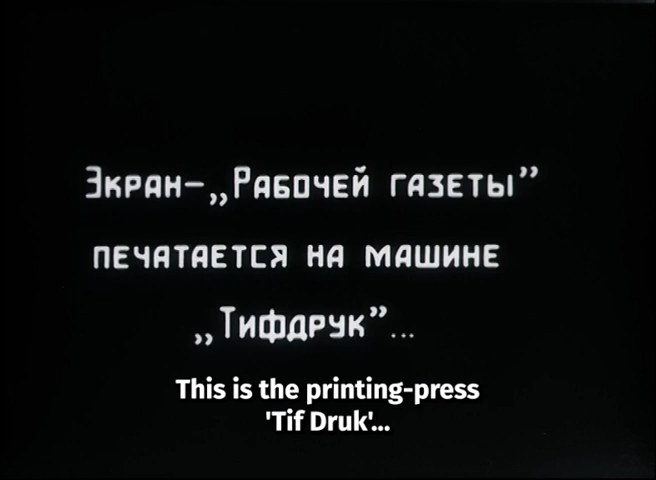 Экран-„Рабочей газеты”
печатается на машине
„Тифдрук”...
This is the printing-press
'Tif Druk'...